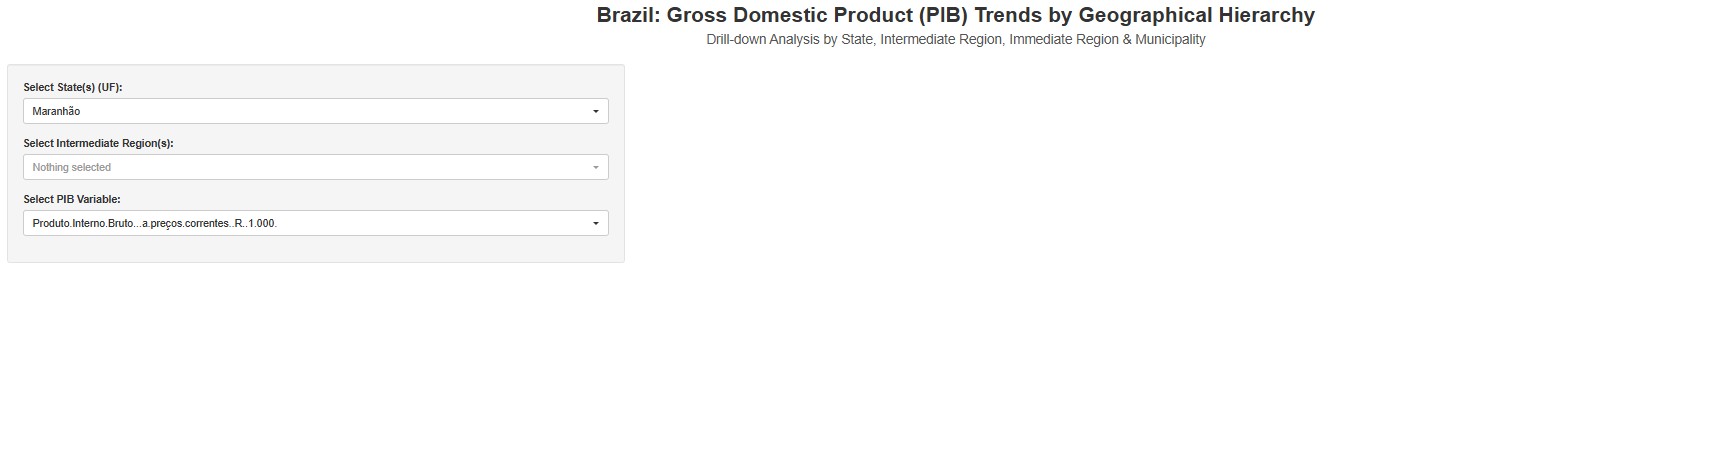 Brazil: Gross Domestic Product (PIB) Trends by Geographical Hierarchy
Drill-down Analysis by State, Intermediate Region, Immediate Region & Municipality
Select State(s) (UF):
Maranhão
Select Intermediate Region(s):
Nothing selected
Select PIB Variable:
Produto.Interno.Bruto...a.preços.correntes..R..1.000.